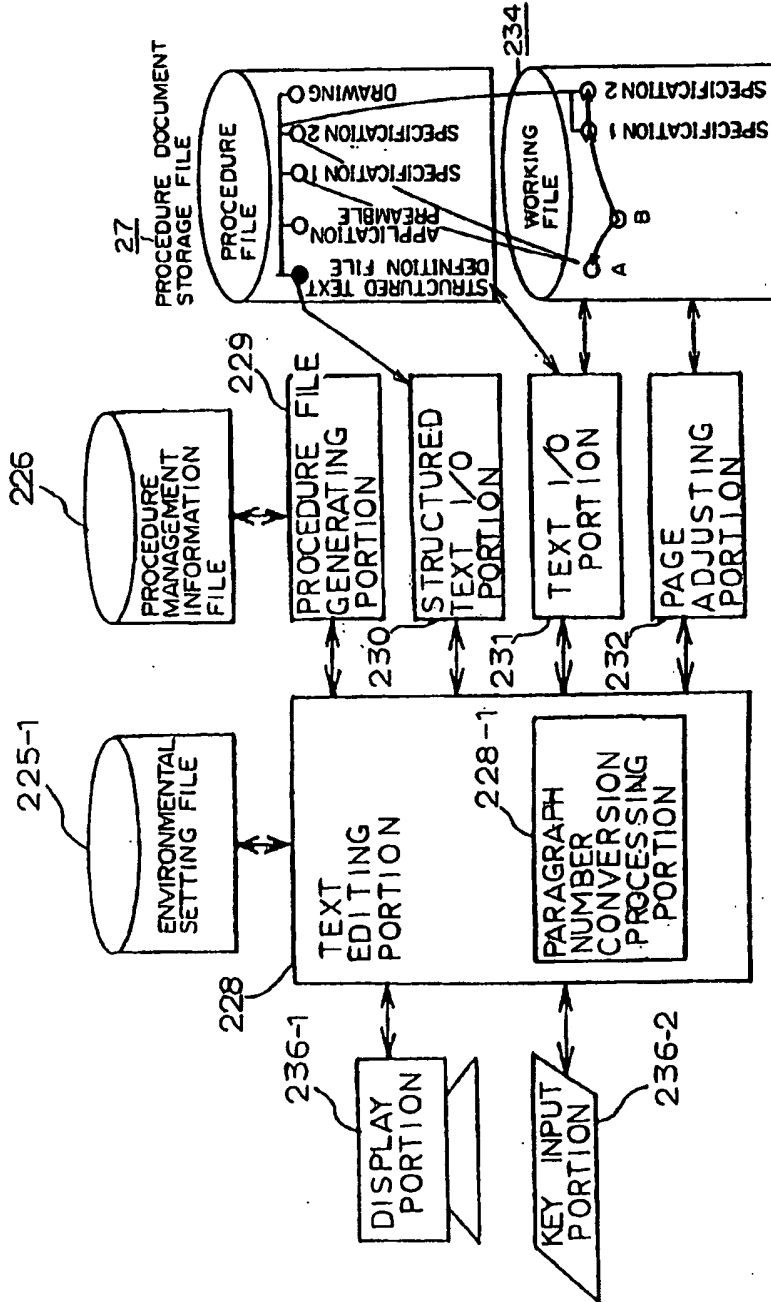 27
PROCEDURE DOCUMENT
STORAGE FILE
226
PROCEDURE
MANAGEMENT
INFORMATION
FILE
225-1
ENVIRONMENTAL
SETTING FILE
PROCEDURE
FILE
DRAWING
SPECIFICATION 2
SPECIFICATION 1
APPLICATION
PREAMBLE
STRUCTURED TEXT
DEFINITION FILE
234
WORKING
FILE
SPECIFICATION 2
SPECIFICATION 1
B
A
229
PROCEDURE FILE
GENERATING
PORTION
STRUCTURED
TEXT I/O
PORTION
230
TEXT I/O
PORTION
231
PAGE
ADJUSTING
PORTION
232
228
TEXT
EDITING
PORTION
228-1
PARAGRAPH
NUMBER
CONVERSION
PROCESSING
PORTION
236-1
DISPLAY
PORTION
KEY INPUT
PORTION
236-2